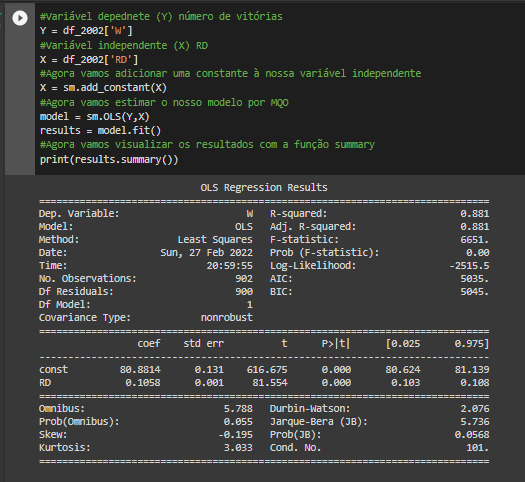 #Variável depednete (Y) número de vitórias
Y = df_2002['W']
#Variável independente (X) RD
X = df_2002['RD']
#Agora vamos adicionar uma constante à nossa variável independente
X = sm.add_constant(X)
#Agora vamos estimar o nosso modelo por MQO
model = sm.OLS(Y,X)
results = model.fit()
#Agora vamos visualizar os resultados com a função summary
print(results.summary())
OLS Regression Results
==============================================================================
Dep. Variable: W R-squared: 0.881
Model: OLS Adj. R-squared: 0.881
Method: Least Squares F-statistic: 6651.
Date: Sun, 27 Feb 2022 Prob (F-statistic): 0.00
Time: 20:59:55 Log-Likelihood: -2515.5
No. Observations: 902 AIC: 5035.
Df Residuals: 900 BIC: 5045.
Df Model: 1
Covariance Type: nonrobust
==============================================================================
coef std err t P>|t| [0.025 0.975]
------------------------------------------------------------------------------
const 80.8814 0.131 616.675 0.000 80.624 81.139
RD 0.1058 0.001 81.554 0.000 0.103 0.108
==============================================================================
Omnibus: 5.788 Durbin-Watson: 2.076
Prob(Omnibus): 0.055 Jarque-Bera (JB): 5.736
Skew: -0.195 Prob(JB): 0.0568
Kurtosis: 3.033 Cond. No. 101.
==============================================================================